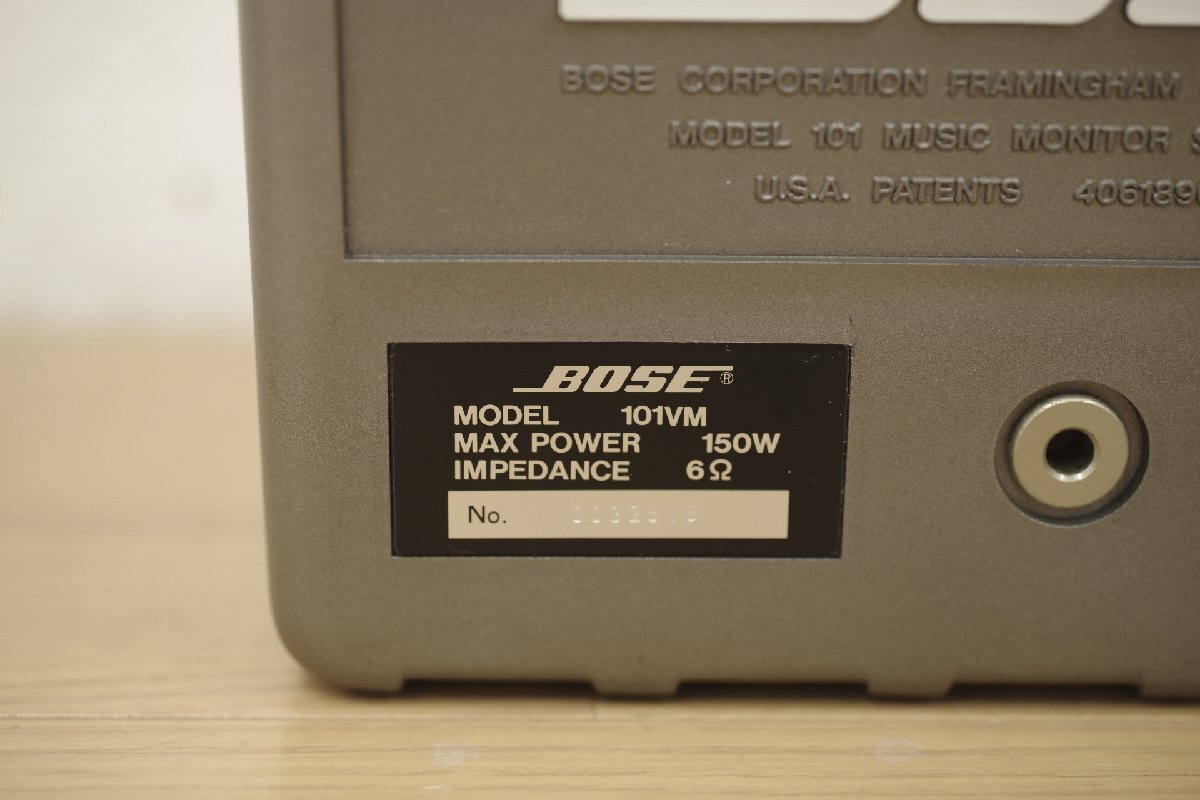 BOSE CORPORATION FRAMINGHAM
MODEL 101 MUSIC MONITOR
U.S.A. PATENTS
BOSE®
MODEL 101VM
MAX POWER 150W
IMPEDANCE 6Ω
No.